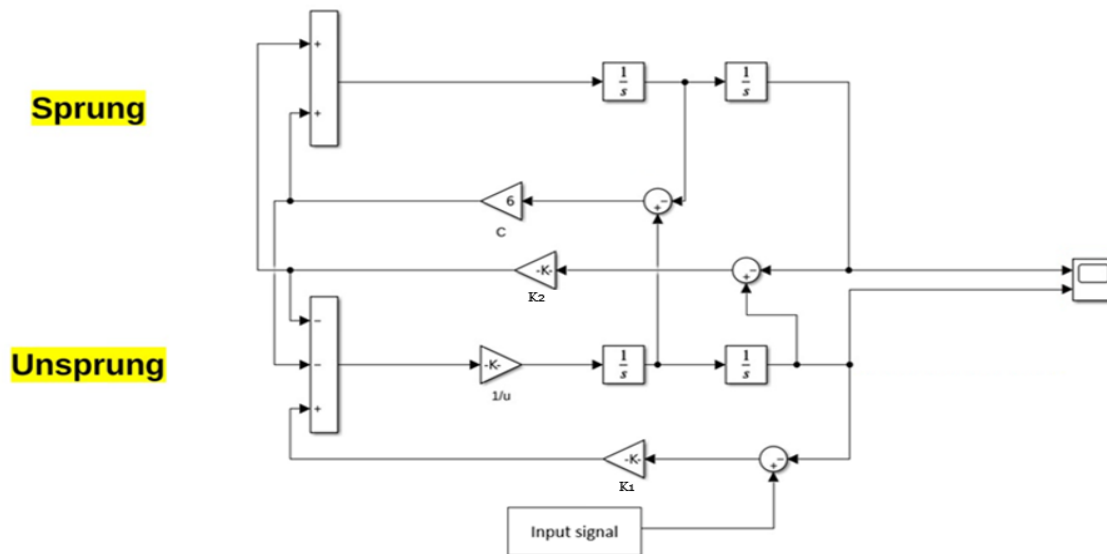 +
1
s
1
s
Sprung
+
6
−
+
C
-K-
−
+
K2
−
Unsprung
−
-K-
1
s
1
s
1/u
+
-K-
−
+
K1
Input signal